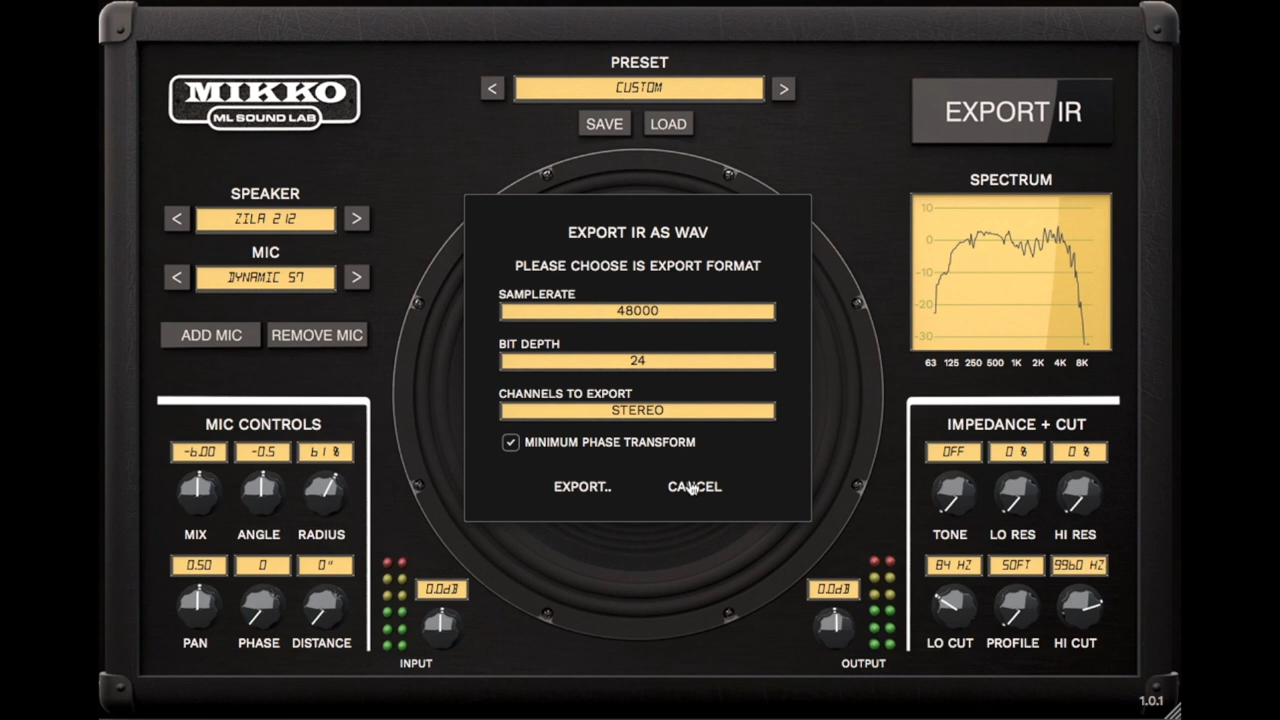 MIKKO
ML SOUND LAB
PRESET
<
CUSTOM
>
SAVE
LOAD
EXPORT IR
SPEAKER
<
ZILA 212
>
MIC
<
DYNAMIC 57
>
ADD MIC
REMOVE MIC
SPECTRUM
10
0
-10
-20
-30
63 125 250 500 1K 2K 4K 8K
EXPORT IR AS WAV
PLEASE CHOOSE IS EXPORT FORMAT
SAMPLERATE
48000
BIT DEPTH
24
CHANNELS TO EXPORT
STEREO
MINIMUM PHASE TRANSFORM
EXPORT..
CANCEL
MIC CONTROLS
-6.00 -0.5 61%
MIX ANGLE RADIUS
0.50 0 0"
PAN PHASE DISTANCE
0.0dB
INPUT
0.0dB
OUTPUT
IMPEDANCE + CUT
OFF 0 % 0 %
TONE LO RES HI RES
84 HZ SOFT 9960 HZ
LO CUT PROFILE HI CUT
1.0.1